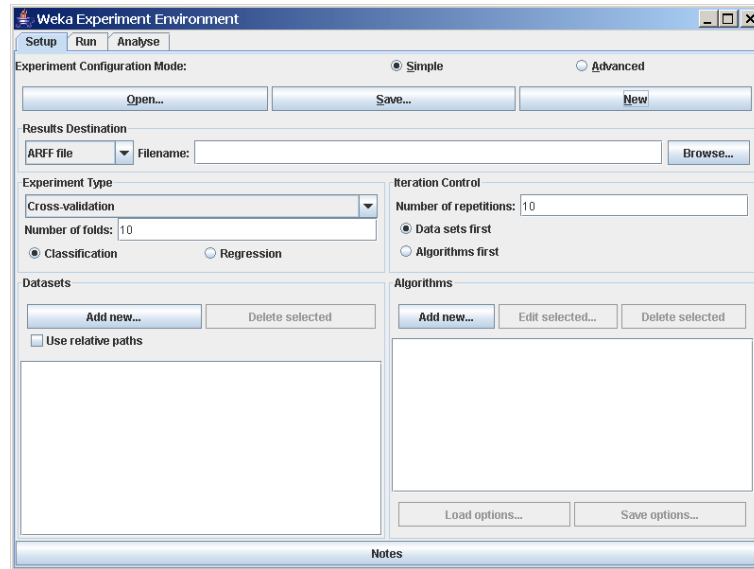 Weka Experiment Environment
Setup Run Analyse
Experiment Configuration Mode: Simple Advanced
Open... Save... New
Results Destination
ARFF file Filename: Browse...
Experiment Type Iteration Control
Cross-validation Number of repetitions: 10
Number of folds: 10 Data sets first
Classification Regression Algorithms first
Datasets Algorithms
Add new... Delete selected Add new... Edit selected... Delete selected
Use relative paths
Load options... Save options...
Notes